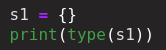 s1 = {}
print(type(s1))